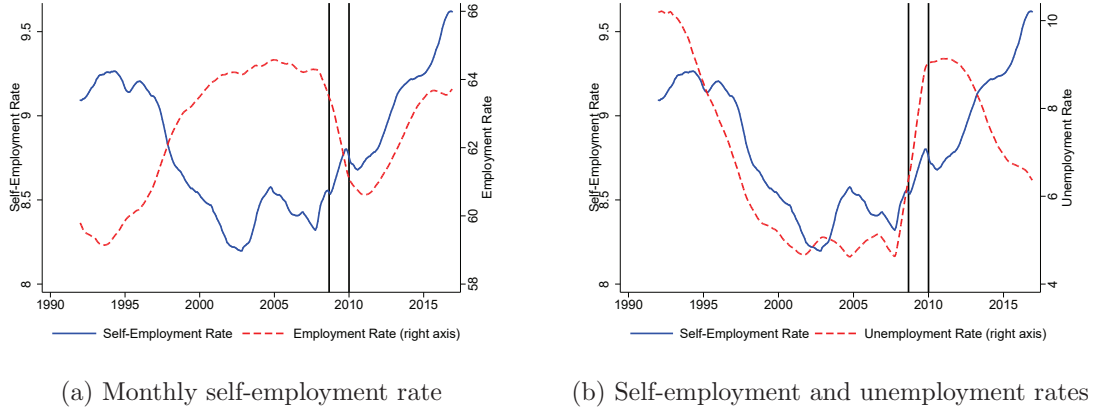 9.5
9
8.5
8
Self-Employment Rate
66
64
62
60
58
Employment Rate
1990 1995 2000 2005 2010 2015
Self-Employment Rate Employment Rate (right axis)
(a) Monthly self-employment rate
9.5
9
8.5
8
Self-Employment Rate
10
8
6
4
Unemployment Rate
1990 1995 2000 2005 2010 2015
Self-Employment Rate Unemployment Rate (right axis)
(b) Self-employment and unemployment rates